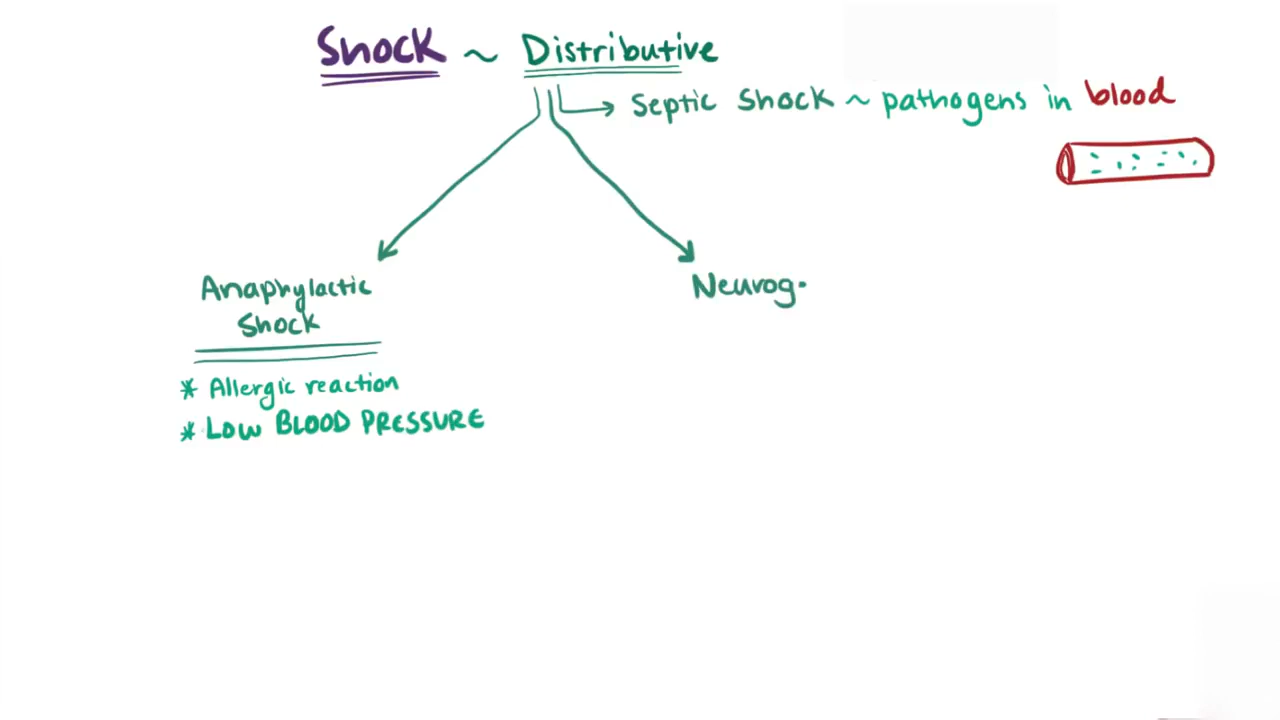 Shock ~ Distributive
Septic Shock ~ pathogens in blood
Anaphylactic
Shock
* Allergic reaction
* LOW BLOOD PRESSURE
Neurog